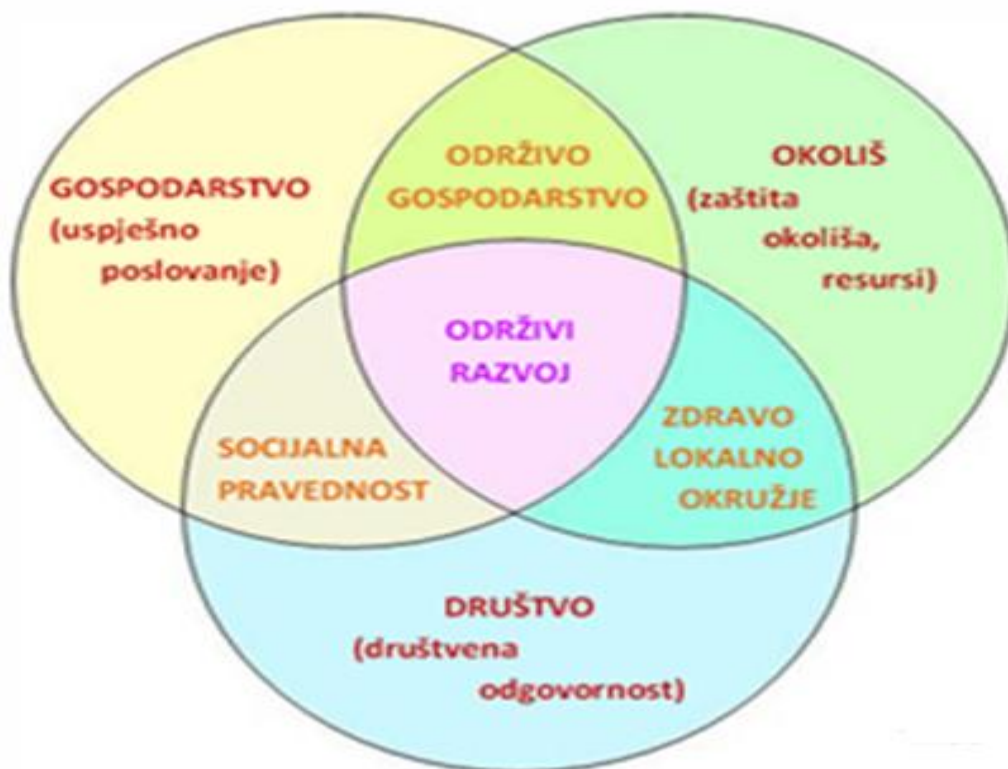 GOSPODARSTVO
(uspješno
poslovanje)
ODRŽIVO
GOSPODARSTVO
OKOLIŠ
(zaštita
okoliša,
resursi)
ODRŽIVI
RAZVOJ
SOCIJALNA
PRAVEDNOST
ZDRAVO
LOKALNO
OKRUŽJE
DRUŠTVO
(društvena
odgovornost)